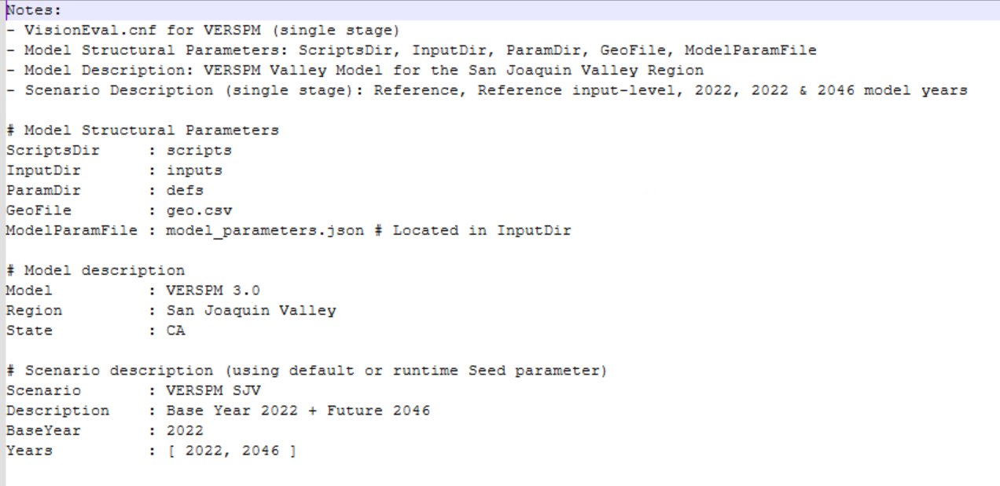 Notes:
- VisionEval.cnf for VERSPM (single stage)
- Model Structural Parameters: ScriptsDir, InputDir, ParamDir, GeoFile, ModelParamFile
- Model Description: VERSPM Valley Model for the San Joaquin Valley Region
- Scenario Description (single stage): Reference, Reference input-level, 2022, 2022 & 2046 model years

# Model Structural Parameters
ScriptsDir     : scripts
InputDir       : inputs
ParamDir       : defs
GeoFile        : geo.csv
ModelParamFile : model_parameters.json # Located in InputDir

# Model description
Model          : VERSPM 3.0
Region         : San Joaquin Valley
State          : CA

# Scenario description (using default or runtime Seed parameter)
Scenario       : VERSPM SJV
Description    : Base Year 2022 + Future 2046
BaseYear       : 2022
Years          : [ 2022, 2046 ]